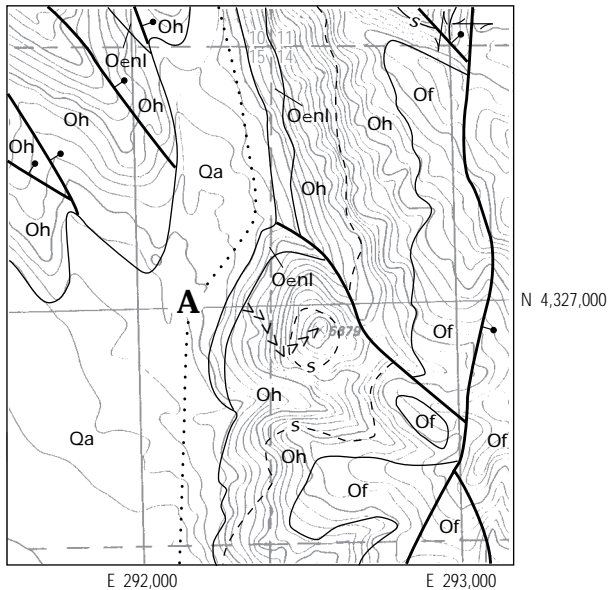 Oh
s
10 11
15 14
Oenl
Of
Oh
Oh
Oenl
Oh
Oh
Qa
Oh
Oh
Oenl
A
N 4,327,000
5879
Of
s
Oh
Of
s
Qa
Of
Oh
Of
Of
E 292,000
E 293,000